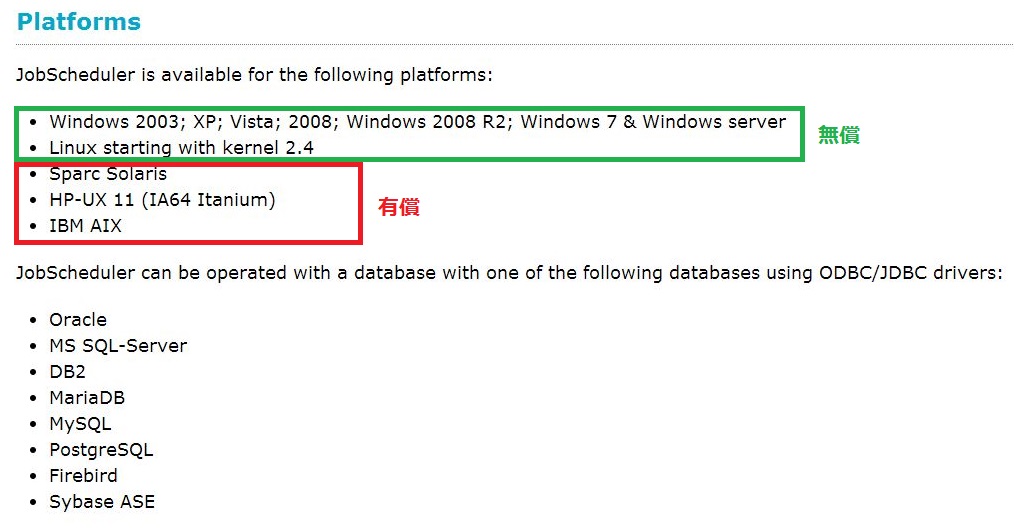 Platforms
JobScheduler is available for the following platforms:
• Windows 2003; XP; Vista; 2008; Windows 2008 R2; Windows 7 & Windows server
無償
• Linux starting with kernel 2.4
• Sparc Solaris
• HP-UX 11 (IA64 Itanium)
有償
• IBM AIX
JobScheduler can be operated with a database with one of the following databases using ODBC/JDBC drivers:
• Oracle
• MS SQL-Server
• DB2
• MariaDB
• MySQL
• PostgreSQL
• Firebird
• Sybase ASE